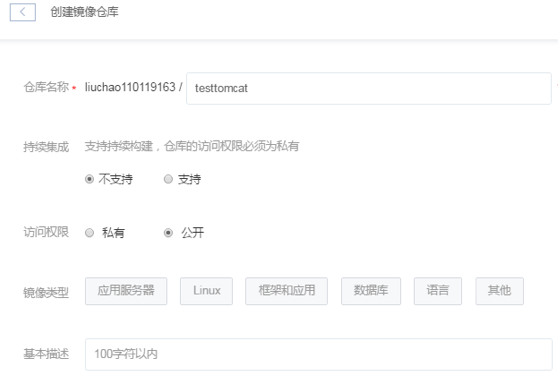 创建镜像仓库
仓库名称 * liuchao110119163 / testtomcat
持续集成 支持持续构建，仓库的访问权限必须为私有
不支持 支持
访问权限 私有 公开
镜像类型 应用服务器 Linux 框架和应用 数据库 语言 其他
基本描述 100字符以内